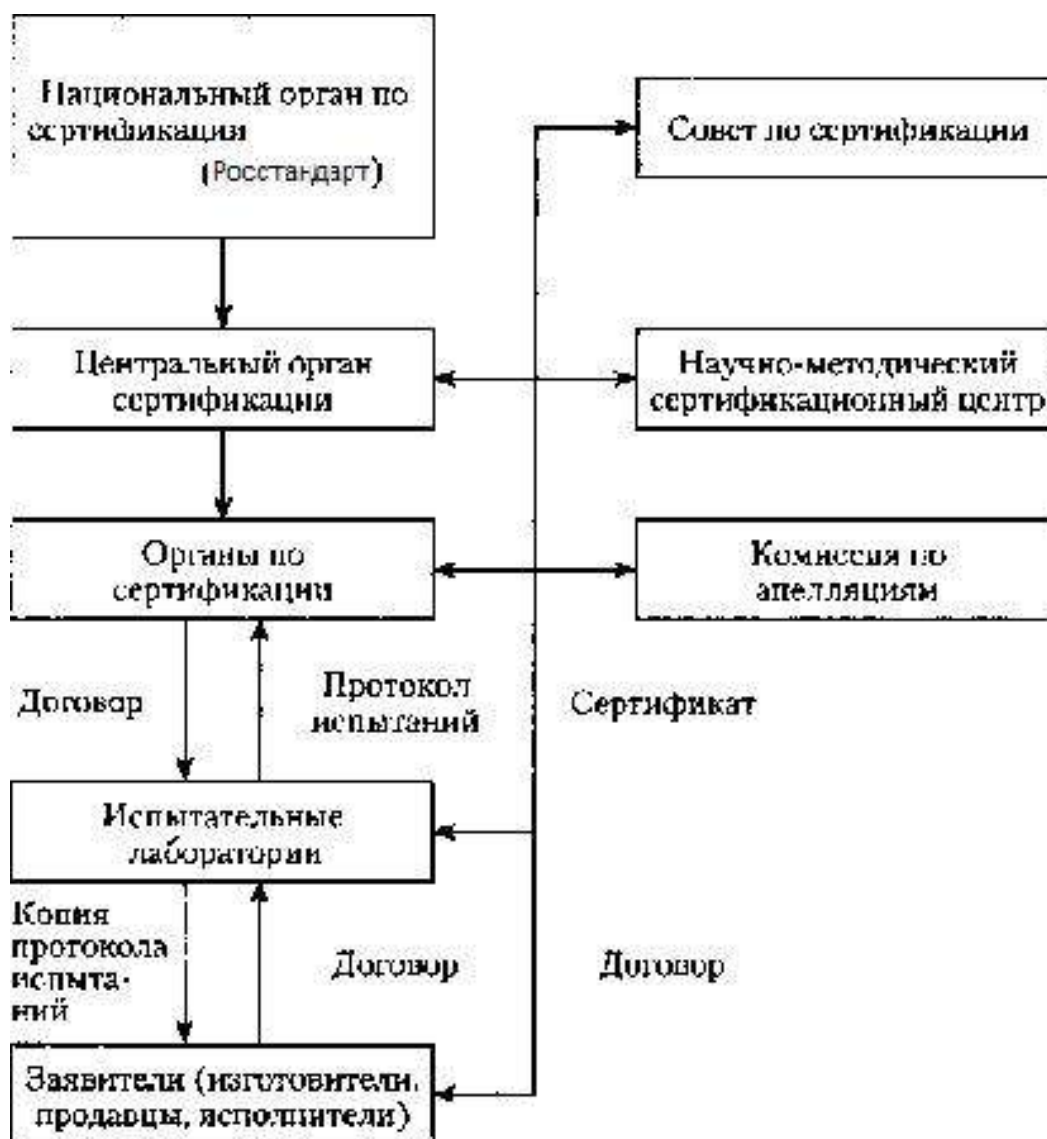 Национальный орган по
сертификации
(Росстандарт)
Совет по сертификации
Центральный орган
сертификации
Научно-методический
сертификационный центр
Органы по
сертификации
Комиссия по
апелляциям
Договор
Протокол
испытаний
Сертификат
Испытательные
лаборатории
Копия
протокола
испыта-
ний
Договор
Договор
Заявители (изготовители,
продавцы, исполнители)